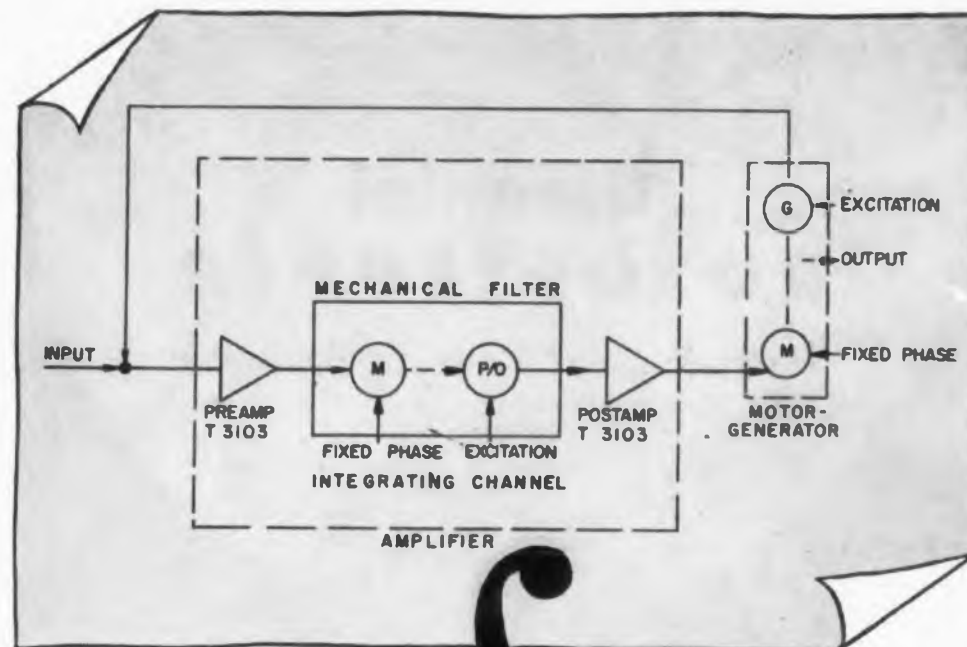 G
EXCITATION
OUTPUT
MECHANICAL FILTER
INPUT
M
P/O
M
FIXED PHASE
PREAMP
T 3103
POSTAMP
T 3103
MOTOR-
GENERATOR
FIXED PHASE EXCITATION
INTEGRATING CHANNEL
AMPLIFIER